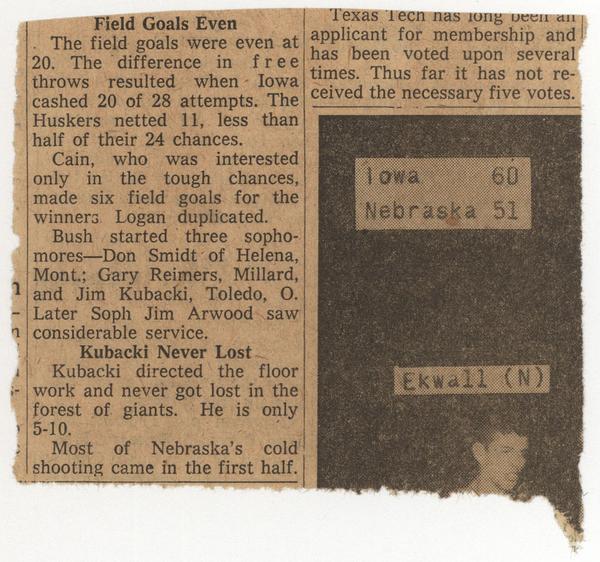 Field Goals Even
The field goals were even at
20. The difference in free
throws resulted when Iowa
cashed 20 of 28 attempts. The
Huskers netted 11, less than
half of their 24 chances.
Cain, who was interested
only in the tough chances,
made six field goals for the
winners Logan duplicated.
Bush started three sopho-
mores—Don Smidt of Helena,
Mont.; Gary Reimers, Millard,
and Jim Kubacki, Toledo, O.
Later Soph Jim Arwood saw
considerable service.
Kubacki Never Lost
Kubacki directed the floor
work and never got lost in the
forest of giants. He is only
5-10.
Most of Nebraska's cold
shooting came in the first half.
Texas Tech has long been an
applicant for membership and
has been voted upon several
times. Thus far it has not re-
ceived the necessary five votes.
Iowa 60
Nebraska 51
Ekwall (N)